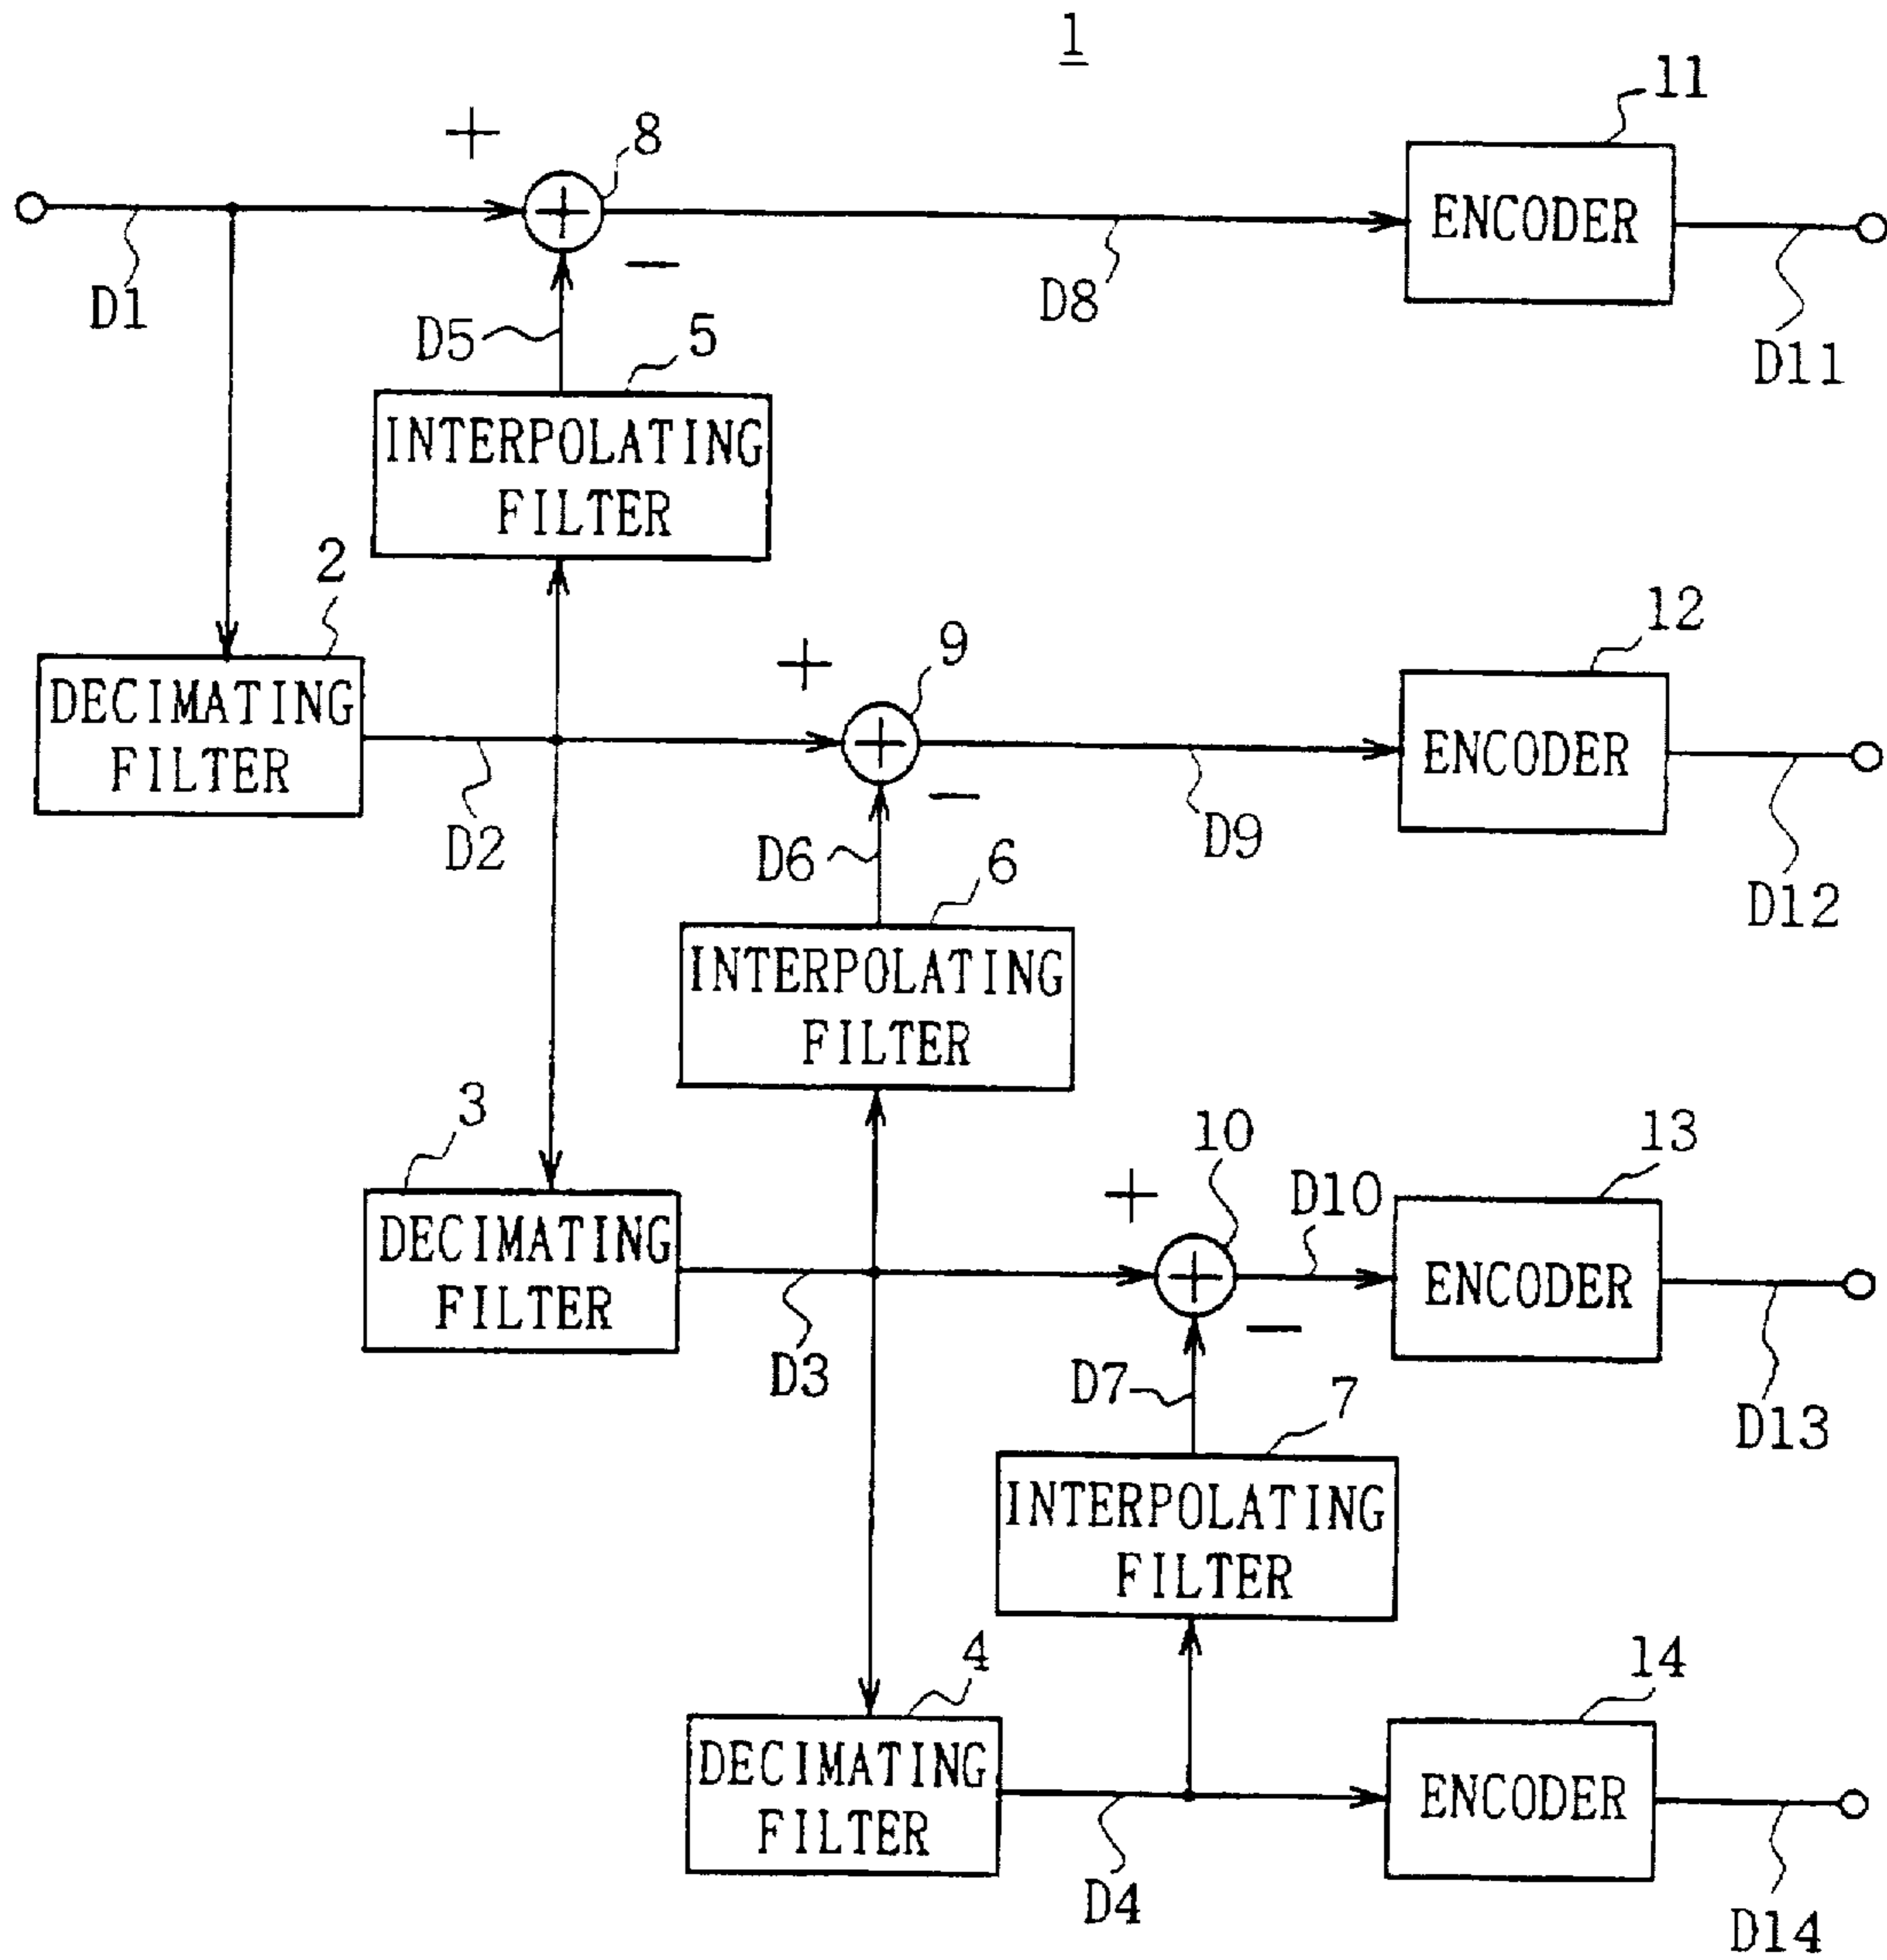 1
11
+
8
ENCODER
D1
D5
−
D8
D11
5
INTERPOLATING
FILTER
2
12
+
9
DECIMATING
FILTER
ENCODER
D2
−
D9
D6
6
D12
INTERPOLATING
FILTER
3
10
13
+
D10
DECIMATING
FILTER
ENCODER
D3
−
D7
7
D13
INTERPOLATING
FILTER
4
14
DECIMATING
FILTER
ENCODER
D4
D14